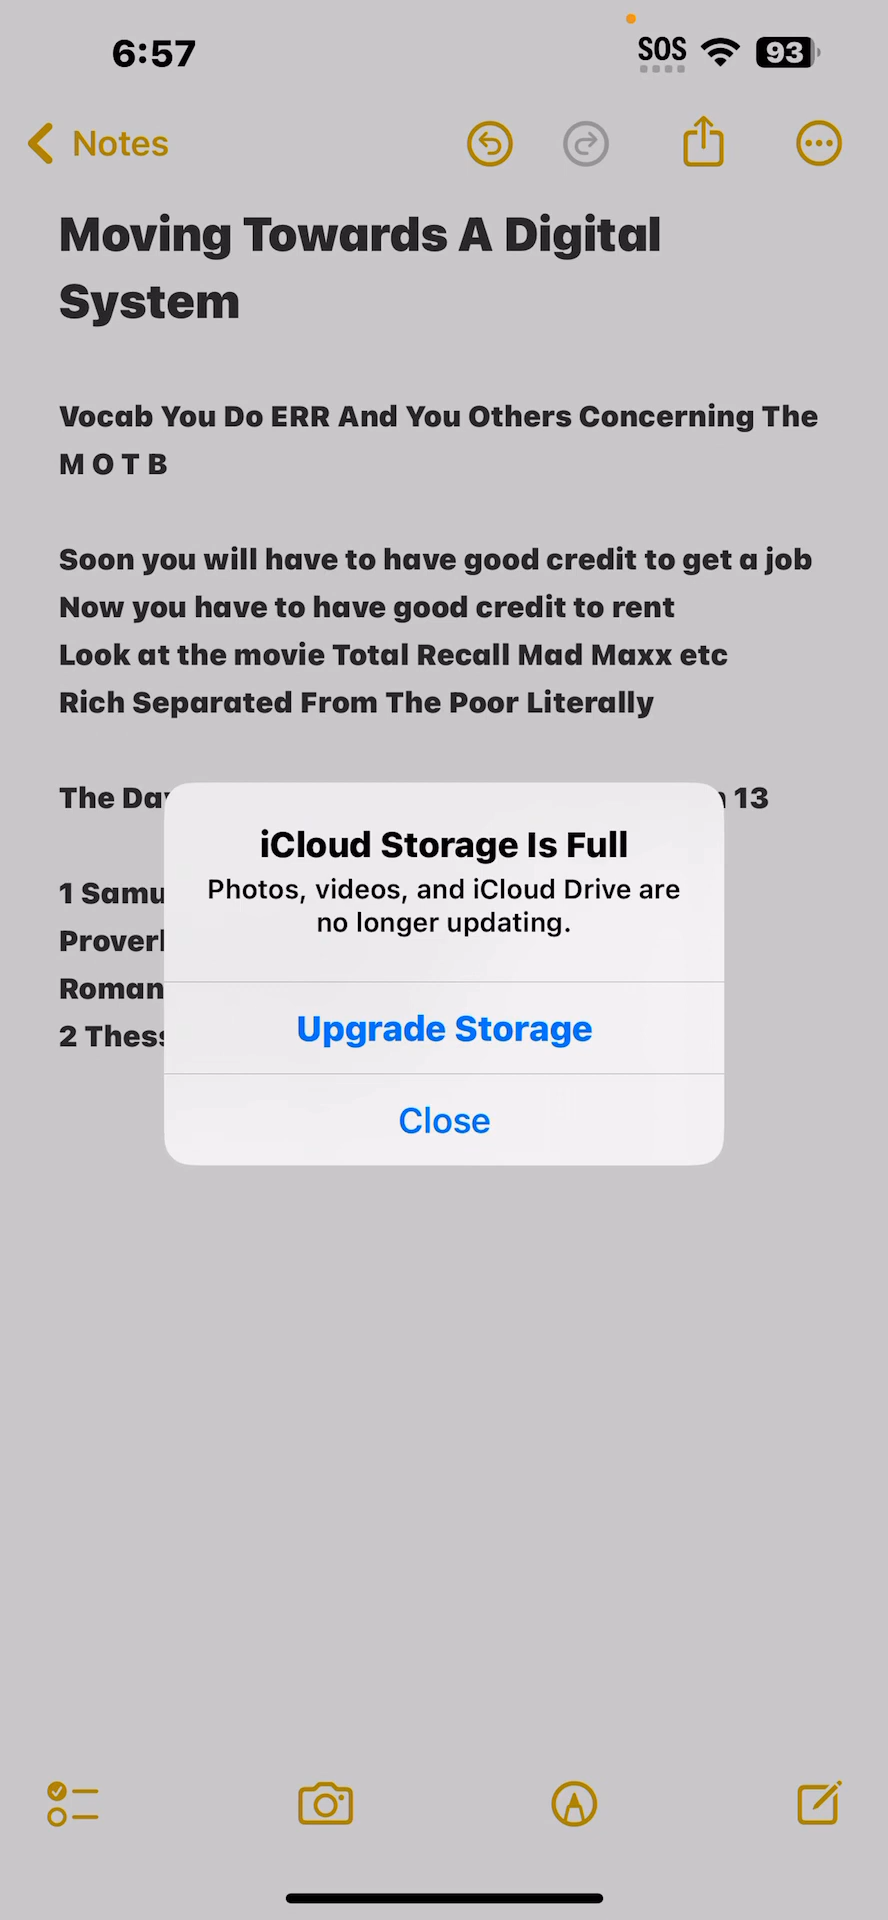 6:57
SOS
93
Notes
Moving Towards A Digital
System
Vocab You Do ERR And You Others Concerning The
M O T B
Soon you will have to have good credit to get a job
Now you have to have good credit to rent
Look at the movie Total Recall Mad Maxx etc
Rich Separated From The Poor Literally
The
13
1
2
iCloud Storage Is Full
Photos, videos, and iCloud Drive are
no longer updating.
Upgrade Storage
Close